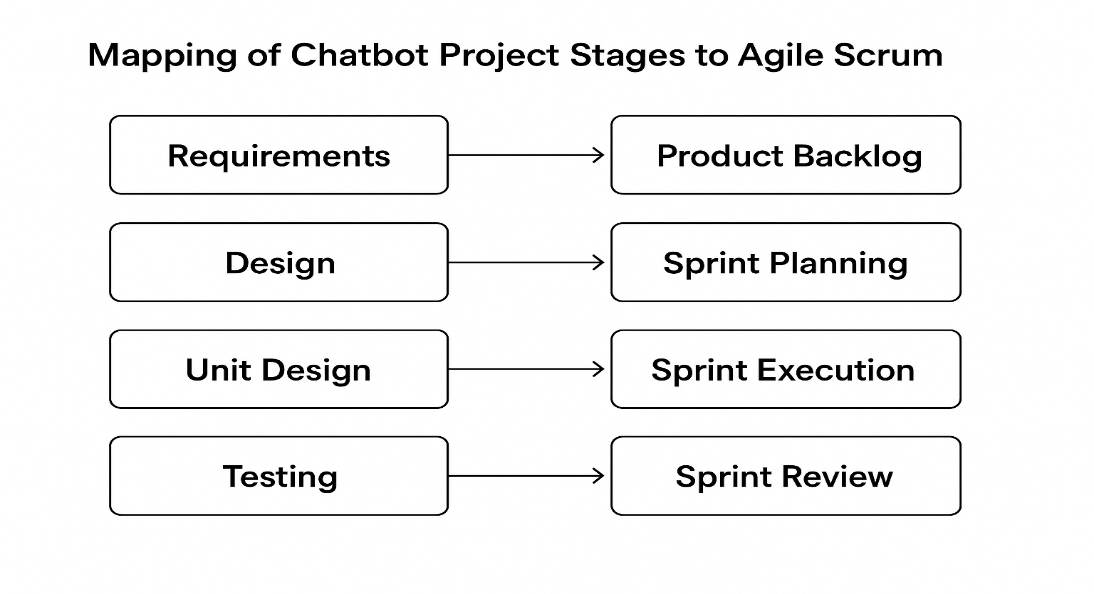 Mapping of Chatbot Project Stages to Agile Scrum
Requirements
Product Backlog
Design
Sprint Planning
Unit Design
Sprint Execution
Testing
Sprint Review